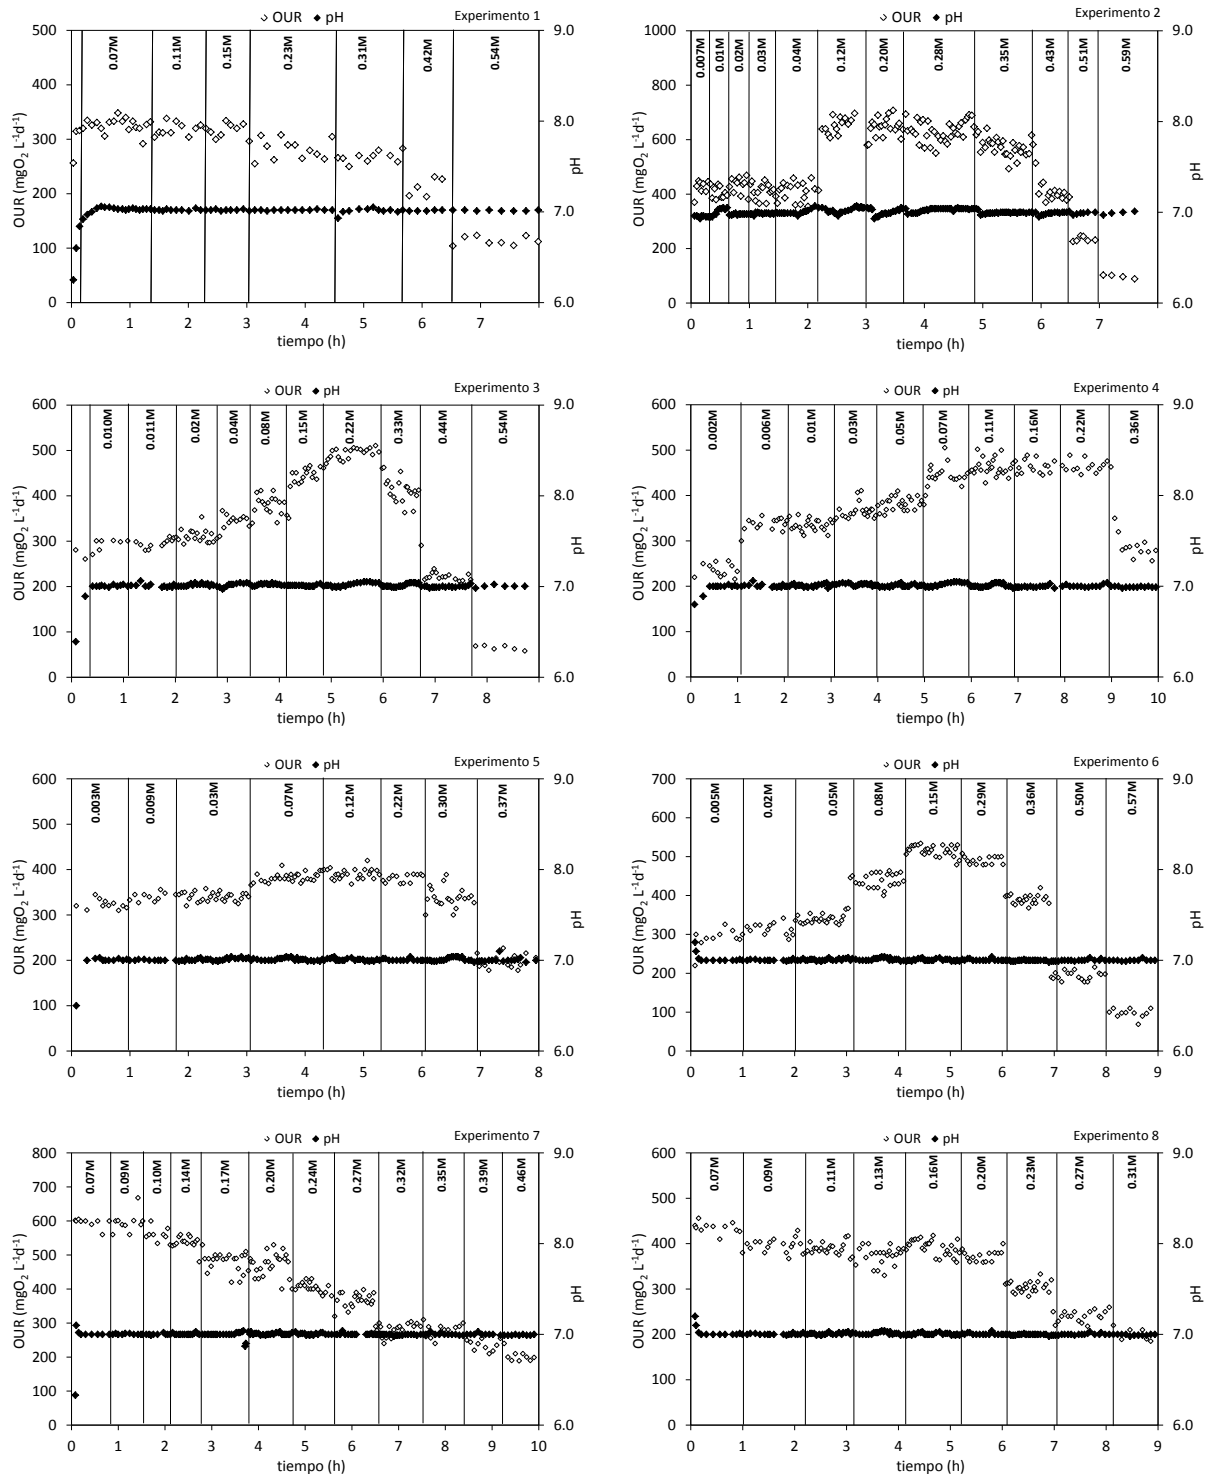 OUR pH Experimento 1
0.07M 0.11M 0.15M 0.23M 0.31M 0.42M 0.54M
500 400 300 200 100 0
OUR (mgO2 L-1d-1)
9.0 8.0 7.0 6.0
pH
0 1 2 3 4 5 6 7
tiempo (h)
OUR pH Experimento 2
0.007M 0.01M 0.02M 0.03M 0.04M 0.12M 0.20M 0.28M 0.35M 0.43M 0.51M 0.59M
1000 800 600 400 200 0
OUR (mgO2 L-1d-1)
9.0 8.0 7.0 6.0
pH
0 1 2 3 4 5 6 7
tiempo (h)
OUR pH Experimento 3
0.010M 0.011M 0.02M 0.04M 0.08M 0.15M 0.22M 0.33M 0.44M 0.54M
600 500 400 300 200 100 0
OUR (mgO2 L-1d-1)
9.0 8.0 7.0 6.0
pH
0 1 2 3 4 5 6 7 8
tiempo (h)
OUR pH Experimento 4
0.002M 0.006M 0.01M 0.03M 0.05M 0.07M 0.11M 0.16M 0.22M 0.36M
600 500 400 300 200 100 0
OUR (mgO2 L-1d-1)
9.0 8.0 7.0 6.0
pH
0 1 2 3 4 5 6 7 8 9 10
tiempo (h)
OUR pH Experimento 5
0.003M 0.009M 0.03M 0.07M 0.12M 0.22M 0.30M 0.37M
600 500 400 300 200 100 0
OUR (mgO2 L-1d-1)
9.0 8.0 7.0 6.0
pH
0 1 2 3 4 5 6 7 8
tiempo (h)
OUR pH Experimento 6
0.005M 0.02M 0.05M 0.08M 0.15M 0.29M 0.36M 0.50M 0.57M
700 600 500 400 300 200 100 0
OUR (mgO2 L-1d-1)
9.0 8.0 7.0 6.0
pH
0 1 2 3 4 5 6 7 8 9
tiempo (h)
OUR pH Experimento 7
0.07M 0.09M 0.10M 0.14M 0.17M 0.20M 0.24M 0.27M 0.32M 0.35M 0.39M 0.46M
800 700 600 500 400 300 200 100 0
OUR (mgO2 L-1d-1)
9.0 8.0 7.0 6.0
pH
0 1 2 3 4 5 6 7 8 9 10
tiempo (h)
OUR pH Experimento 8
0.07M 0.09M 0.11M 0.13M 0.16M 0.20M 0.23M 0.27M 0.31M
600 500 400 300 200 100 0
OUR (mgO2 L-1d-1)
9.0 8.0 7.0 6.0
pH
0 1 2 3 4 5 6 7 8 9
tiempo (h)